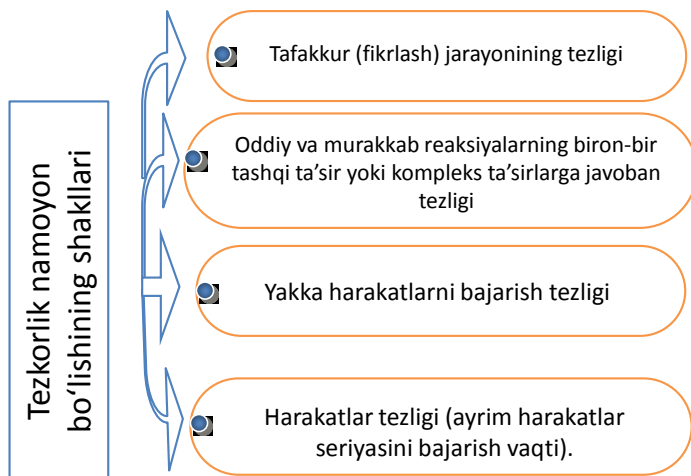 Tezkorlik namoyon
bo‘lishining shakllari
Tafakkur (fikrlash) jarayonining tezligi
Oddiy va murakkab reaksiyalarning biron-bir
tashqi ta’sir yoki kompleks ta’sirlarga javoban
tezligi
Yakka harakatlarni bajarish tezligi
Harakatlar tezligi (ayrim harakatlar
seriyasini bajarish vaqti).